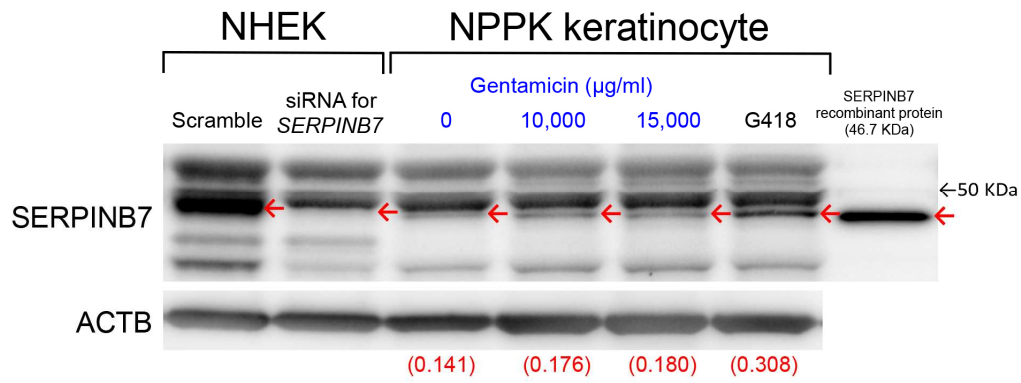 NHEK
NPPK keratinocyte
Gentamicin (µg/ml)
Scramble
siRNA for
SERPINB7
0
10,000
15,000
G418
SERPINB7
recombinant protein
(46.7 KDa)
←50 KDa
SERPINB7
ACTB
(0.141)
(0.176)
(0.180)
(0.308)